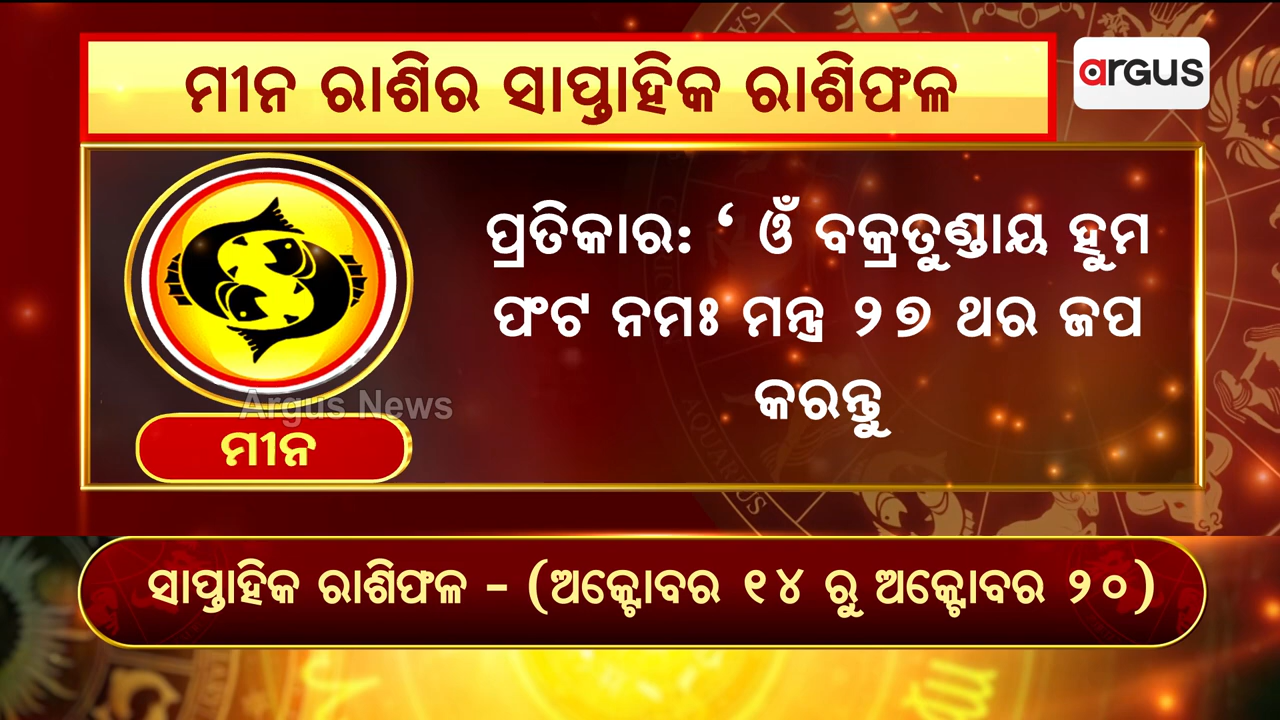 ମୀନ ରାଶିର ସାପ୍ତାହିକ ରାଶିଫଳ
argus
ପ୍ରତିକାର: ‘ ଓଁ ବକ୍ରତୁଣ୍ଡାୟ ହୁମ
ଫଟ ନମଃ ମନ୍ତ୍ର ୨୭ ଥର ଜପ
କରନ୍ତୁ
Argus News
ମୀନ
AQUARIUS
ସାପ୍ତାହିକ ରାଶିଫଳ - (ଅକ୍ଟୋବର ୧୪ ରୁ ଅକ୍ଟୋବର ୨୦)